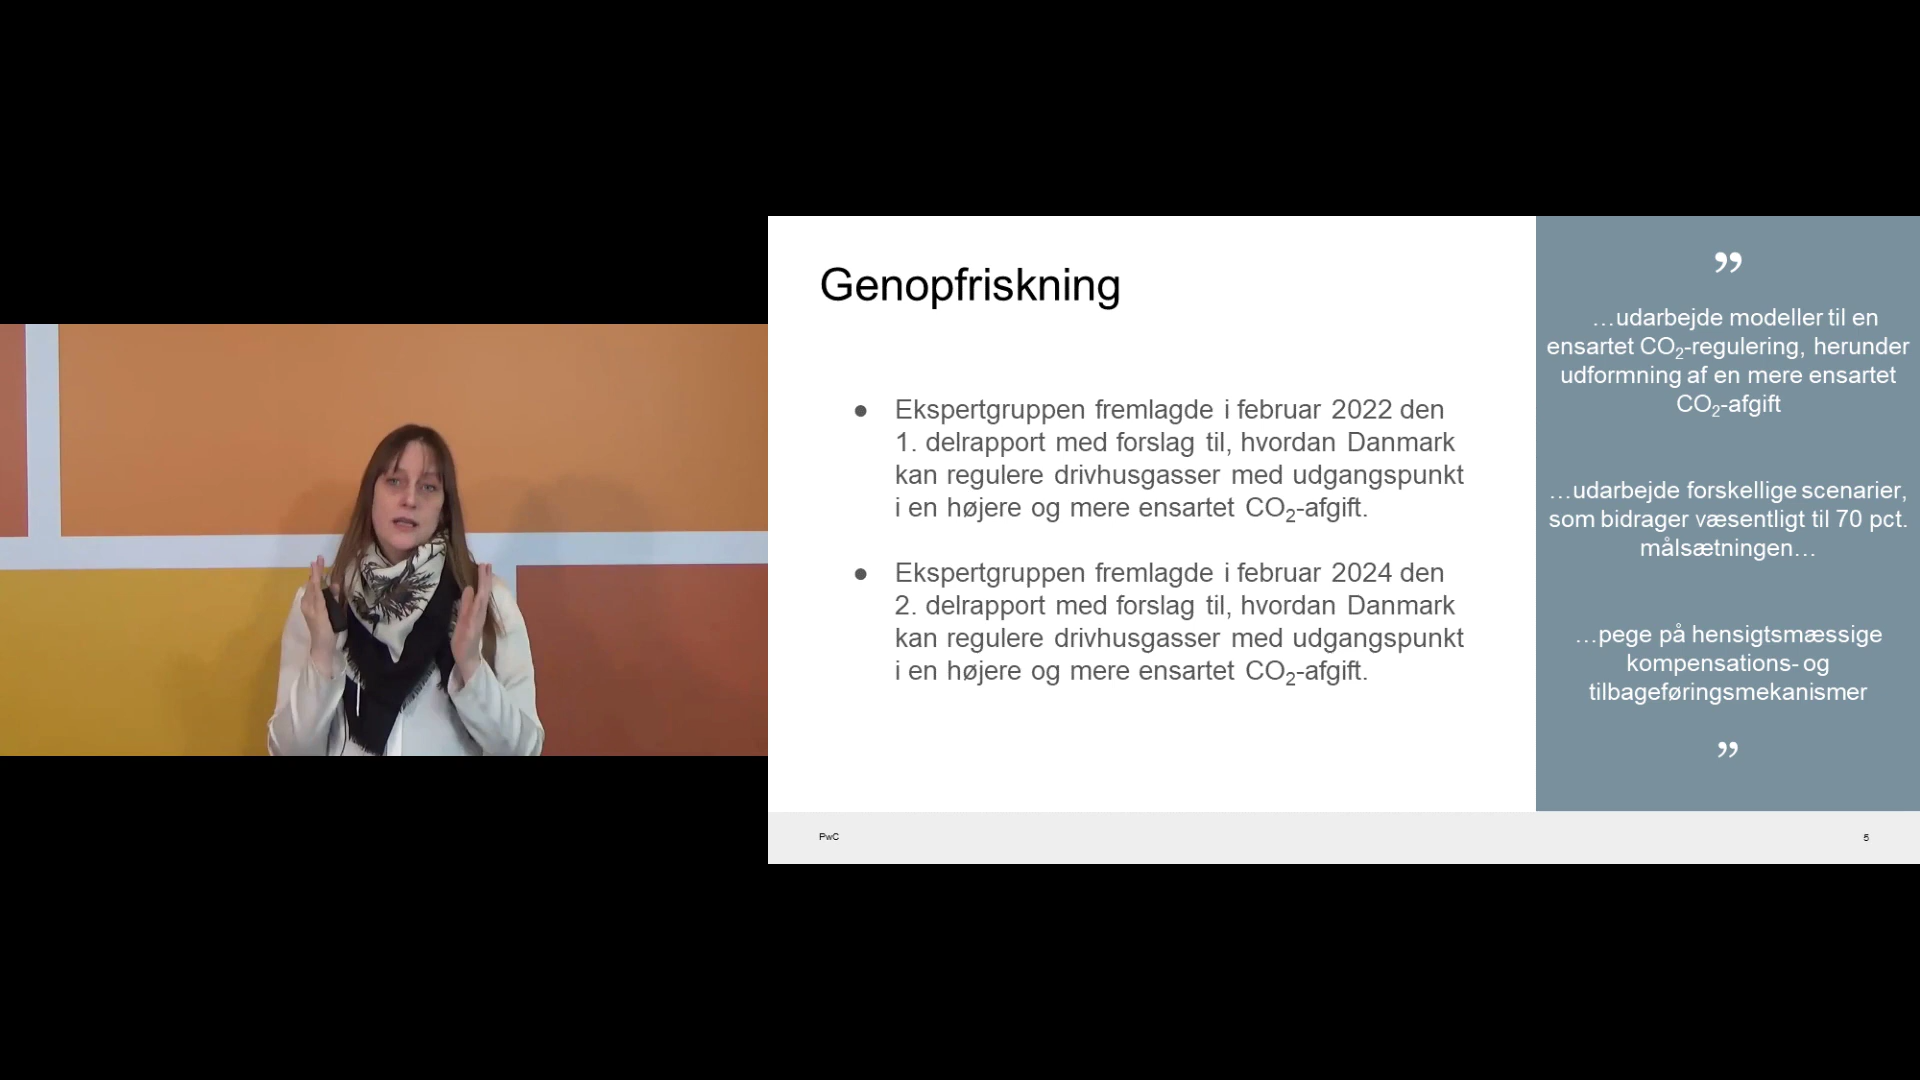 Genopfriskning
● Ekspertgruppen fremlagde i februar 2022 den
1. delrapport med forslag til, hvordan Danmark
kan regulere drivhusgasser med udgangspunkt
i en højere og mere ensartet CO₂-afgift.
● Ekspertgruppen fremlagde i februar 2024 den
2. delrapport med forslag til, hvordan Danmark
kan regulere drivhusgasser med udgangspunkt
i en højere og mere ensartet CO₂-afgift.
”
…udarbejde modeller til en
ensartet CO₂-regulering, herunder
udformning af en mere ensartet
CO₂-afgift
…udarbejde forskellige scenarier,
som bidrager væsentligt til 70 pct.
målsætningen…
…pege på hensigtsmæssige
kompensations- og
tilbageføringsmekanismer
”
PwC
5